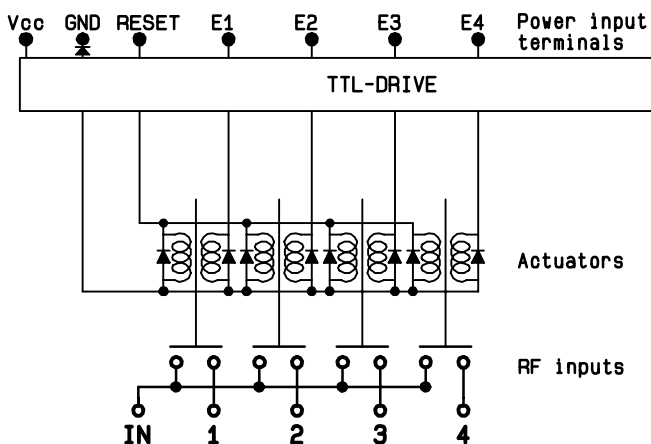 Vcc GND RESET E1 E2 E3 E4 Power input
terminals
TTL-DRIVE
Actuators
RF inputs
IN 1 2 3 4